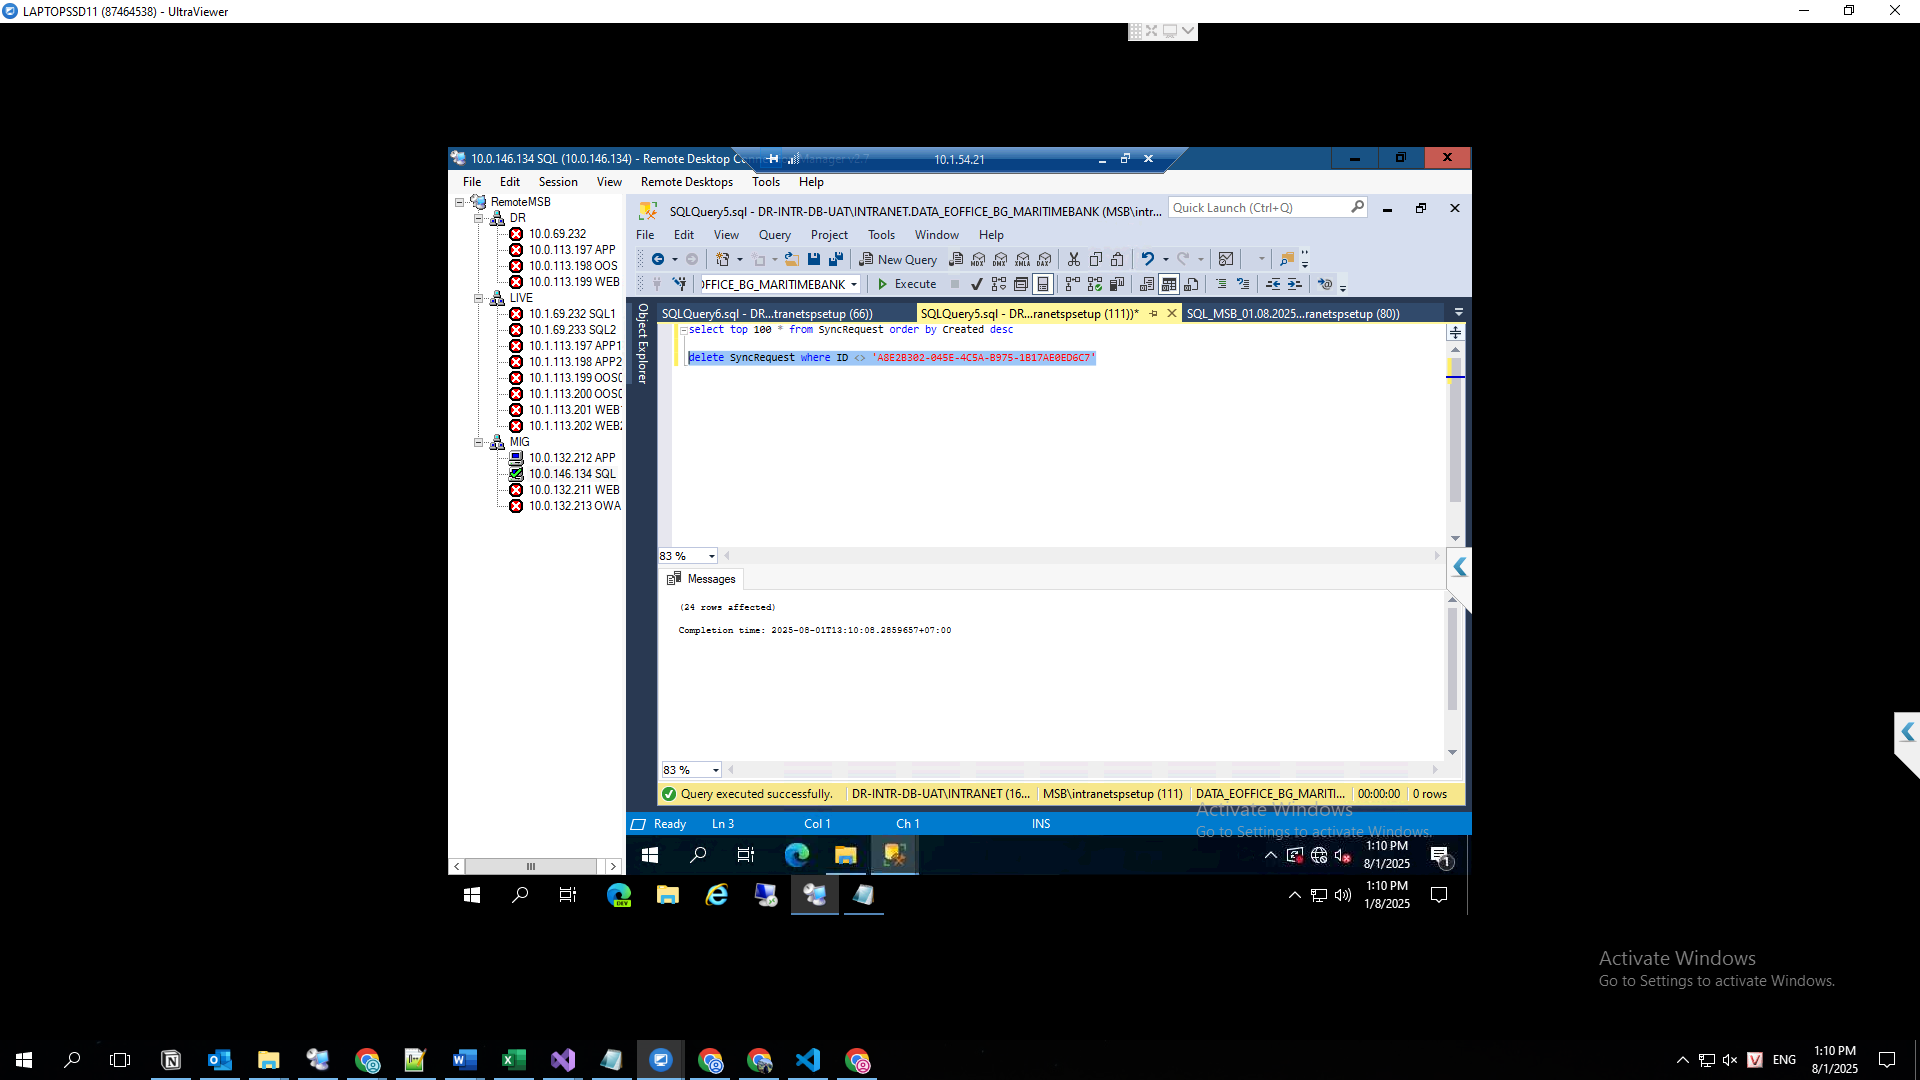 LAPTOPSSD11 (87464538) - UltraViewer
10.0.146.134 SQL (10.0.146.134) - Remote Desktop
10.1.54.21
File Edit Session View Remote Desktops Tools Help
RemoteMSB
DR
10.0.69.232
10.0.113.197 APP
10.0.113.198 OOS
10.0.113.199 WEB
LIVE
10.1.69.232 SQL1
10.1.69.233 SQL2
10.1.113.197 APP1
10.1.113.198 APP2
10.1.113.199 OOS
10.1.113.200 OOS
10.1.113.201 WEB
10.1.113.202 WEB
MIG
10.0.132.212 APP
10.0.146.134 SQL
10.0.132.211 WEB
10.0.132.213 OWA
SQLQuery5.sql - DR-INTR-DB-UAT\INTRANET.DATA_EOFFICE_BG_MARITIMEBANK (MSB\intr...
Quick Launch (Ctrl+Q)
File Edit View Query Project Tools Window Help
New Query
MDX DMX XMLA DAX
OFFICE_BG_MARITIMEBANK
Execute
Object Explorer
SQLQuery6.sql - DR...tranetspsetup (66))
SQLQuery5.sql - DR...ranetspsetup (111))*
SQL_MSB_01.08.2025...ranetspsetup (80))
select top 100 * from SyncRequest order by Created desc
delete SyncRequest where ID <> 'A8E2B302-045E-4C5A-B975-1B17AE0ED6C7'
83 %
Messages
(24 rows affected)
Completion time: 2025-08-01T13:10:08.2859657+07:00
83 %
Query executed successfully.
DR-INTR-DB-UAT\INTRANET (16...
MSB\intranetspsetup (111)
DATA_EOFFICE_BG_MARITI...
00:00:00
0 rows
Activate Windows
Go to Settings to activate Windows.
Ready
Ln 3
Col 1
Ch 1
INS
1:10 PM
8/1/2025
1
DEV
1:10 PM
1/8/2025
Activate Windows
Go to Settings to activate Windows.
V
ENG
1:10 PM
8/1/2025